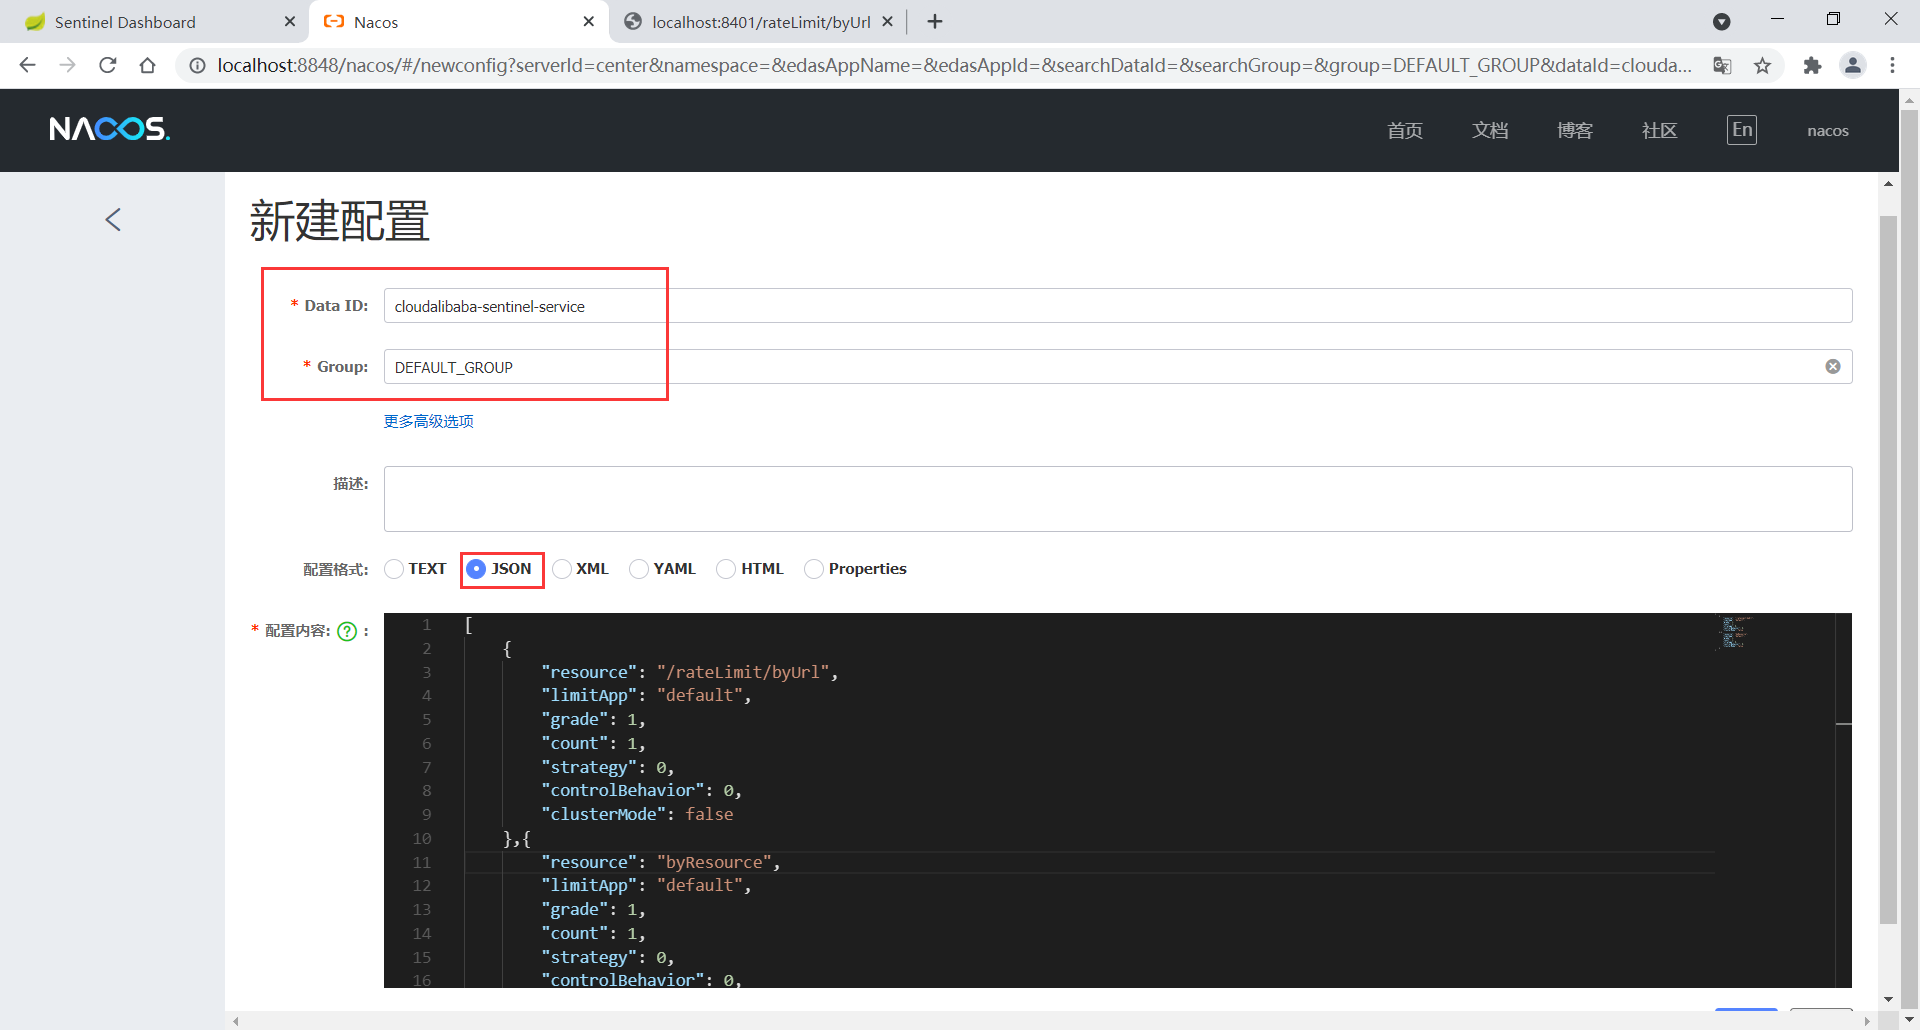 Sentinel Dashboard
Nacos
localhost:8401/rateLimit/byUrl
localhost:8848/nacos/#/newconfig?serverId=center&namespace=&edasAppName=&edasAppId=&searchDataId=&searchGroup=&group=DEFAULT_GROUP&dataId=clouda...
NACOS.
首页
文档
博客
社区
En
nacos
新建配置
* Data ID:
cloudalibaba-sentinel-service
* Group:
DEFAULT_GROUP
更多高级选项
描述:
配置格式:
TEXT
JSON
XML
YAML
HTML
Properties
* 配置内容: ? :
1 [
2 {
3 "resource": "/rateLimit/byUrl",
4 "limitApp": "default",
5 "grade": 1,
6 "count": 1,
7 "strategy": 0,
8 "controlBehavior": 0,
9 "clusterMode": false
10 },{
11 "resource": "byResource",
12 "limitApp": "default",
13 "grade": 1,
14 "count": 1,
15 "strategy": 0,
16 "controlBehavior": 0,